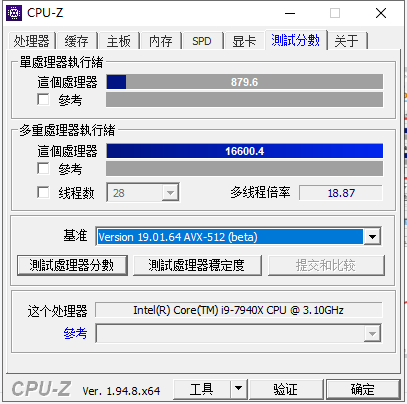 CPU-Z
处理器 缓存 主板 内存 SPD 显卡 測試分數 关于
單處理器執行緒
這個處理器 879.6
參考
多重處理器執行緒
這個處理器 16600.4
參考
线程数 28 多线程倍率 18.87
基准 Version 19.01.64 AVX-512 (beta)
測試處理器分數 測試處理器穩定度 提交和比较
这个处理器 Intel(R) Core(TM) i9-7940X CPU @ 3.10GHz
參考
CPU-Z Ver. 1.94.8.x64 工具 验证 确定